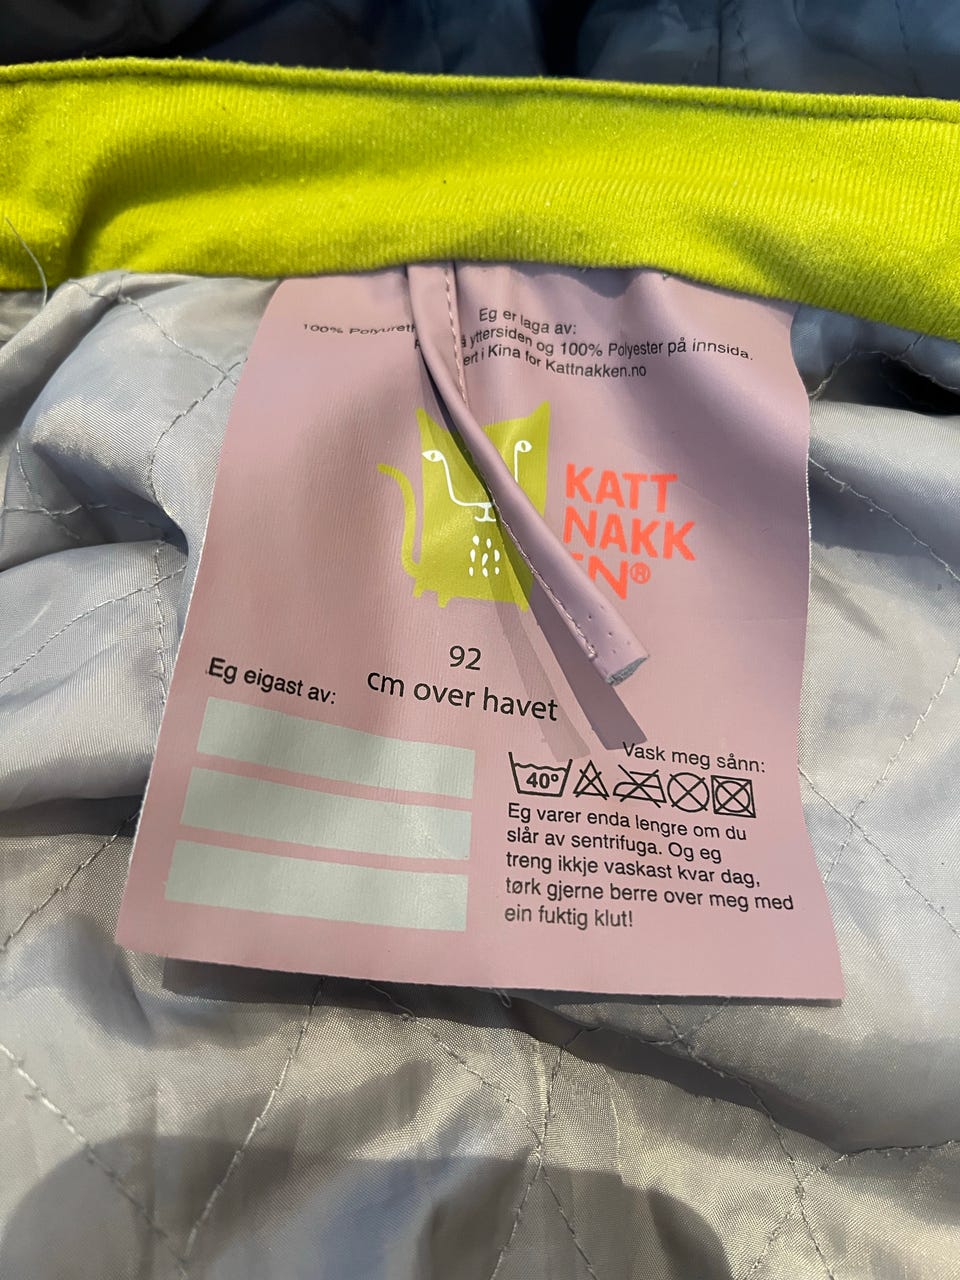 Eg er laga av:
100% yttersiden og 100% Polyester på innsida.
i Kina for Kattnakken.no
KATT
NAKK
EN®
92
cm over havet
Eg eigast av:
Vask meg sånn:
40°
Eg varer enda lengre om du
slår av sentrifuga. Og eg
treng ikkje vaskast kvar dag,
tørk gjerne berre over meg med
ein fuktig klut!